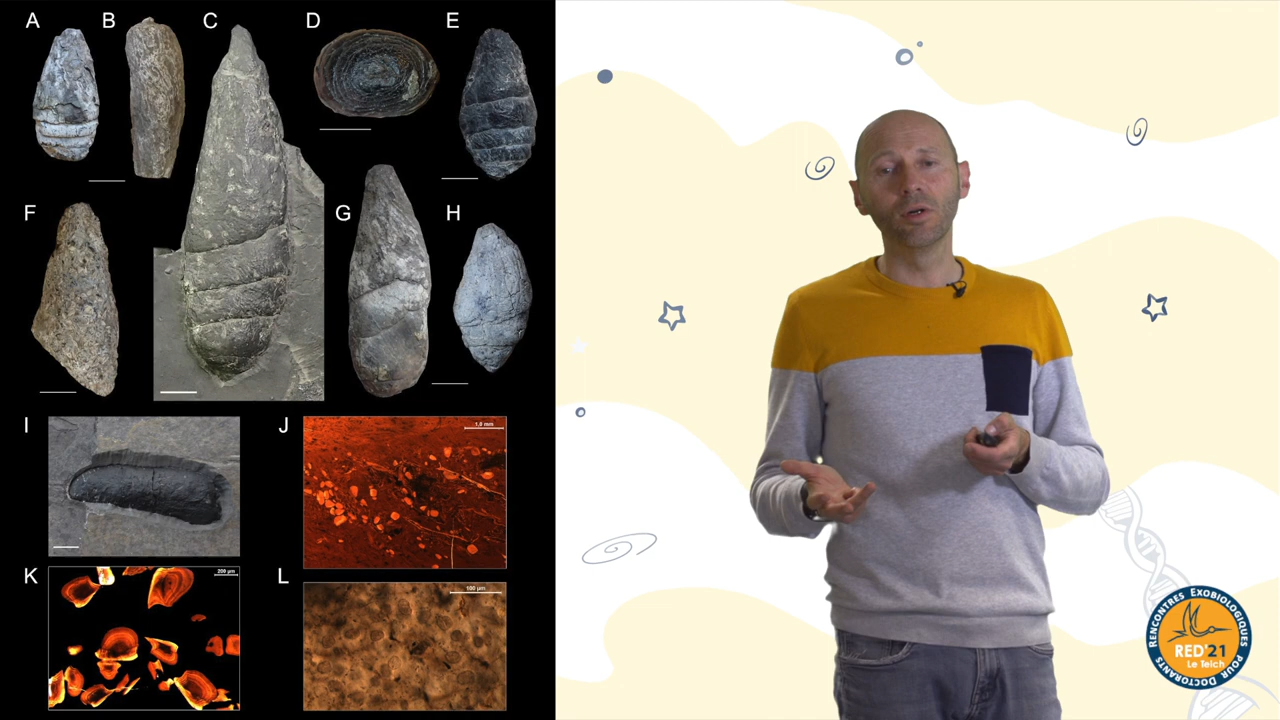 A B C D E
F G H
I J
1,0 mm
K L
200 µm
100 µm
RENCONTRES EXOBIOLOGIQUES
POUR DOCTORANTS
RED'21
Le Teich